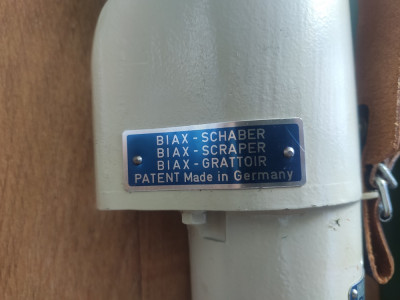 BIAX - SCHABER
BIAX - SCRAPER
BIAX - GRATTOIR
PATENT Made in Germany